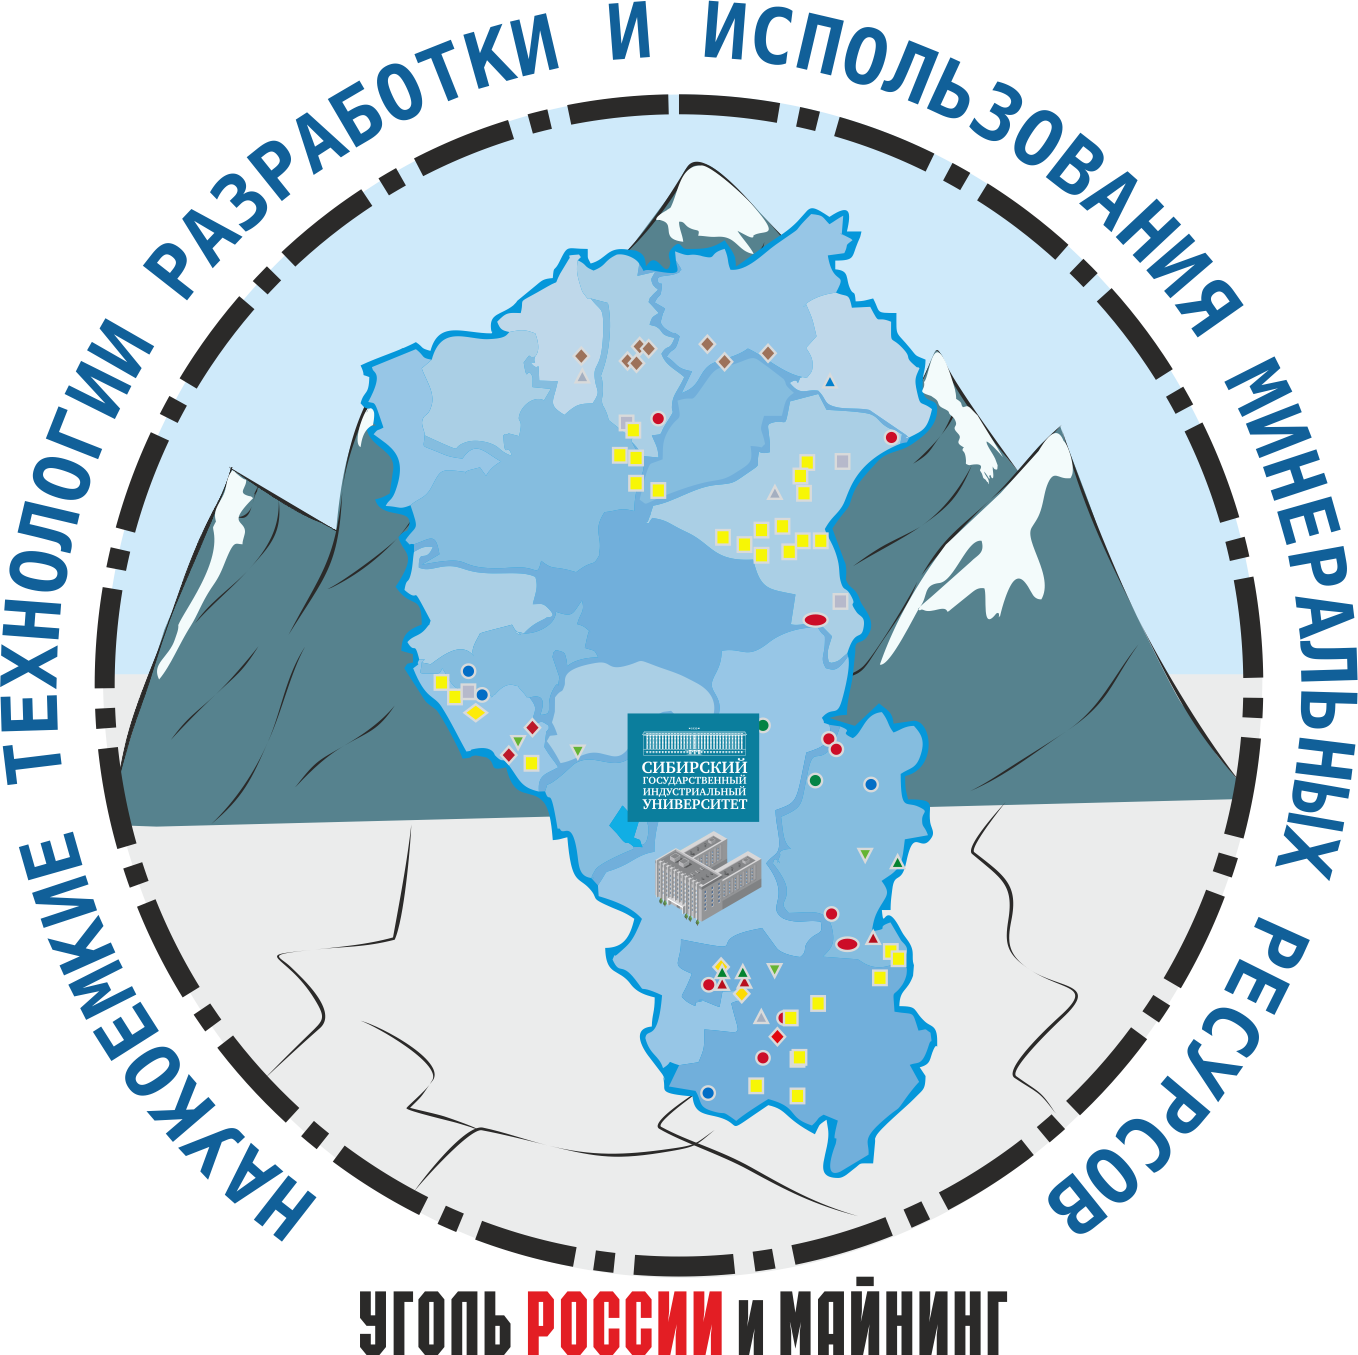 НАУКОЕМКИЕ ТЕХНОЛОГИИ РАЗРАБОТКИ И ИСПОЛЬЗОВАНИЯ МИНЕРАЛЬНЫХ РЕСУРСОВ
СИБИРСКИЙ
ГОСУДАРСТВЕННЫЙ
ИНДУСТРИАЛЬНЫЙ
УНИВЕРСИТЕТ
УГОЛЬ РОССИИ и МАЙНИНГ